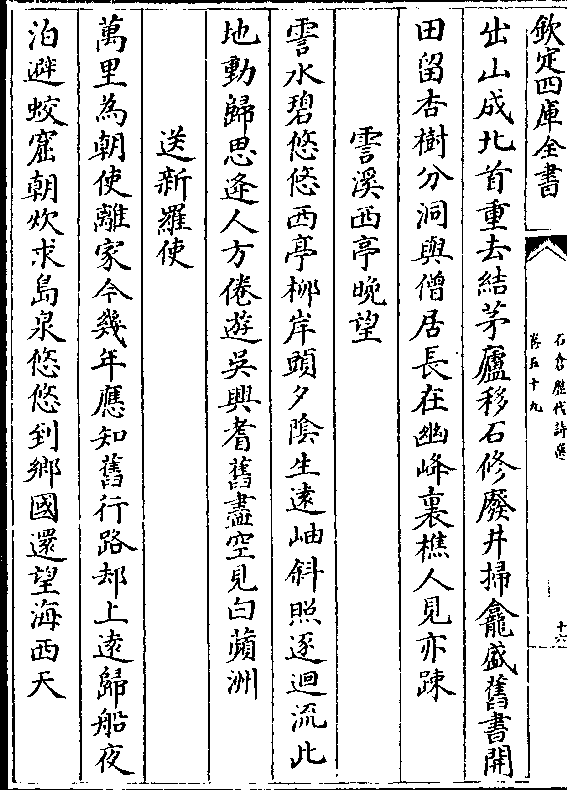 欽定四庫全書
石倉歷代詩選
卷五十九
十六
出山成北首重去結茅廬移石修廢井掃龕盛舊書開
田留杏樹分洞與僧居長在幽峰裏樵人見亦踈
霅溪西亭晚望
霅水碧悠悠西亭柳岸頭夕陰生遠岫斜照逐迴流此
地動歸思逢人方倦遊吳興耆舊盡空見白蘋洲
送新羅使
萬里為朝使離家今幾年應知舊行路却上逺歸船夜
泊避蛟窟朝炊求島泉悠悠到鄉國還望海西天